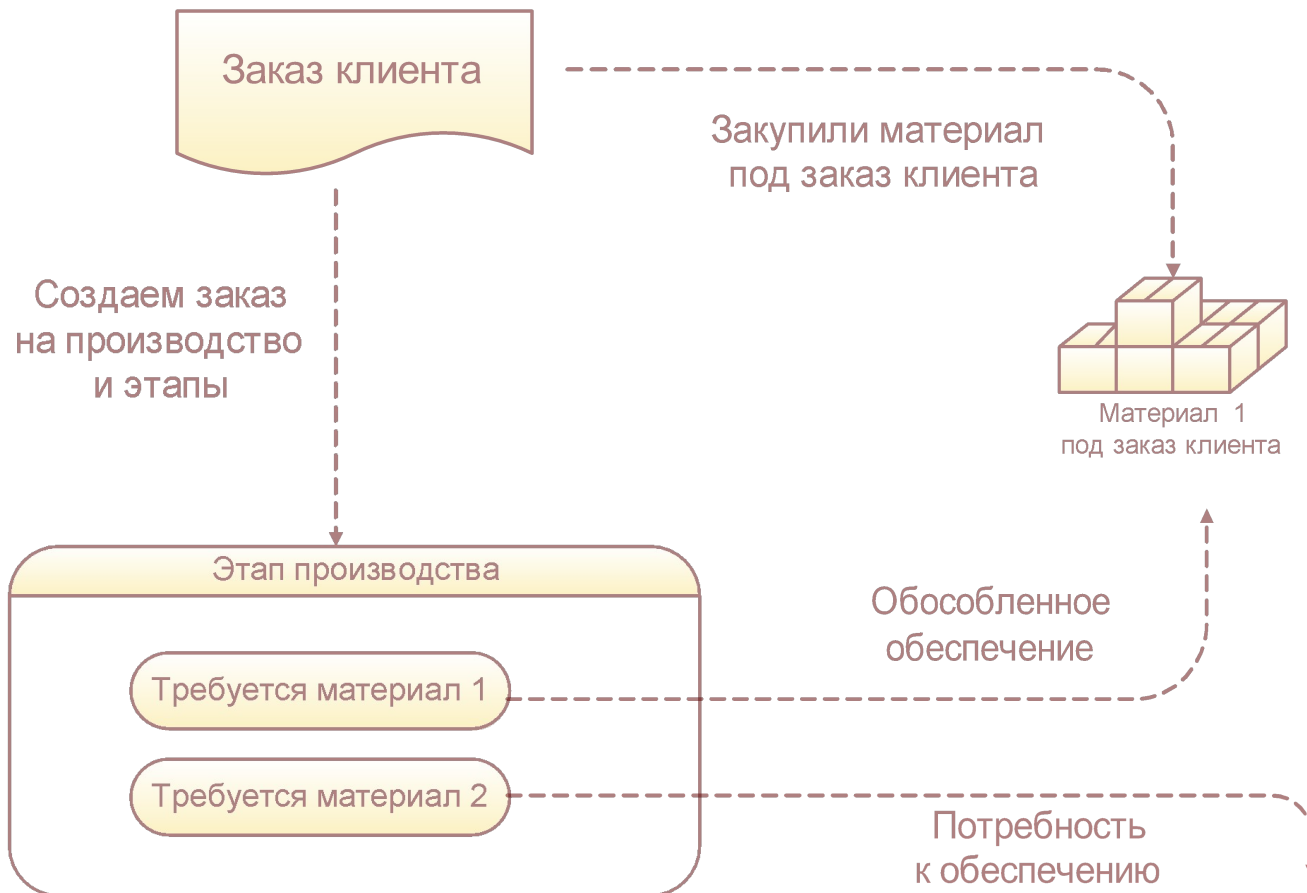 Заказ клиента
Закупили материал
под заказ клиента
Создаем заказ
на производство
и этапы
Материал 1
под заказ клиента
Этап производства
Обособленное
обеспечение
Требуется материал 1
Требуется материал 2
Потребность
к обеспечению